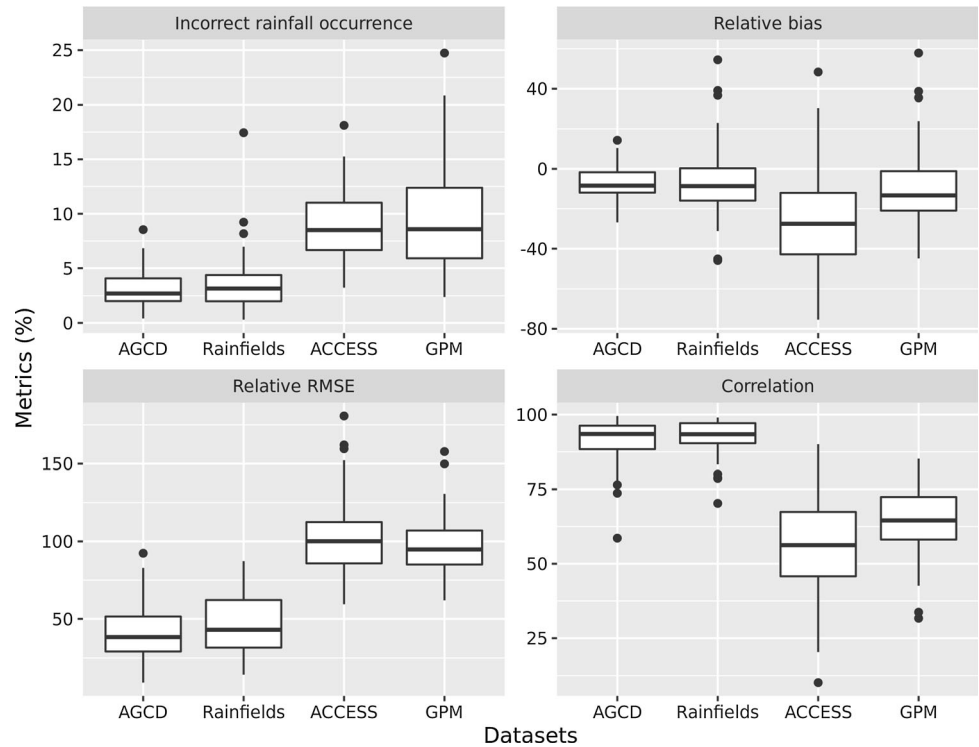 Incorrect rainfall occurrence
Relative bias
25
20
15
10
5
0
40
0
-40
-80
AGCD Rainfields ACCESS GPM
AGCD Rainfields ACCESS GPM
Metrics (%)
Relative RMSE
Correlation
150
100
50
100
75
50
25
AGCD Rainfields ACCESS GPM
AGCD Rainfields ACCESS GPM
Datasets